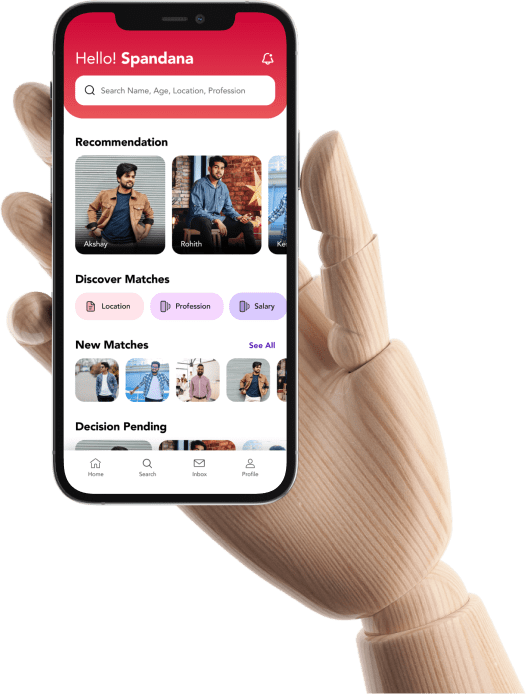 Hello! Spandana
Search Name, Age, Location, Profession
Recommendation
Akshay
Rohith
Discover Matches
Location
Profession
Salary
New Matches
See All
Decision Pending
Home
Search
Inbox
Profile